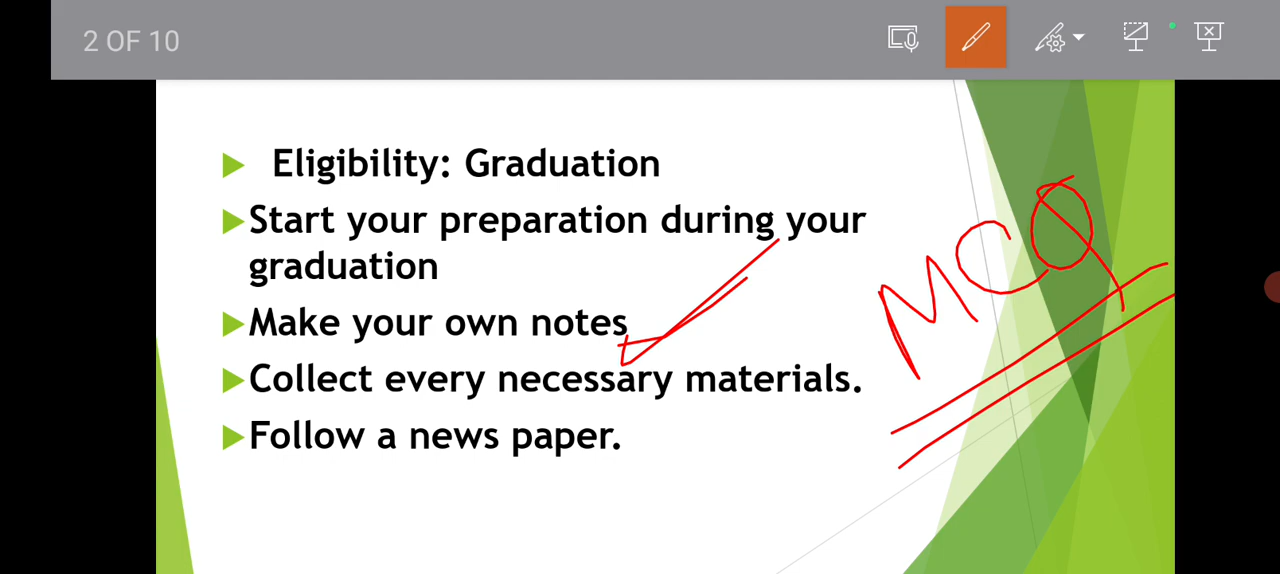 2 OF 10
Eligibility: Graduation
Start your preparation during your
graduation
Make your own notes
Collect every necessary materials.
Follow a news paper.
MCQ